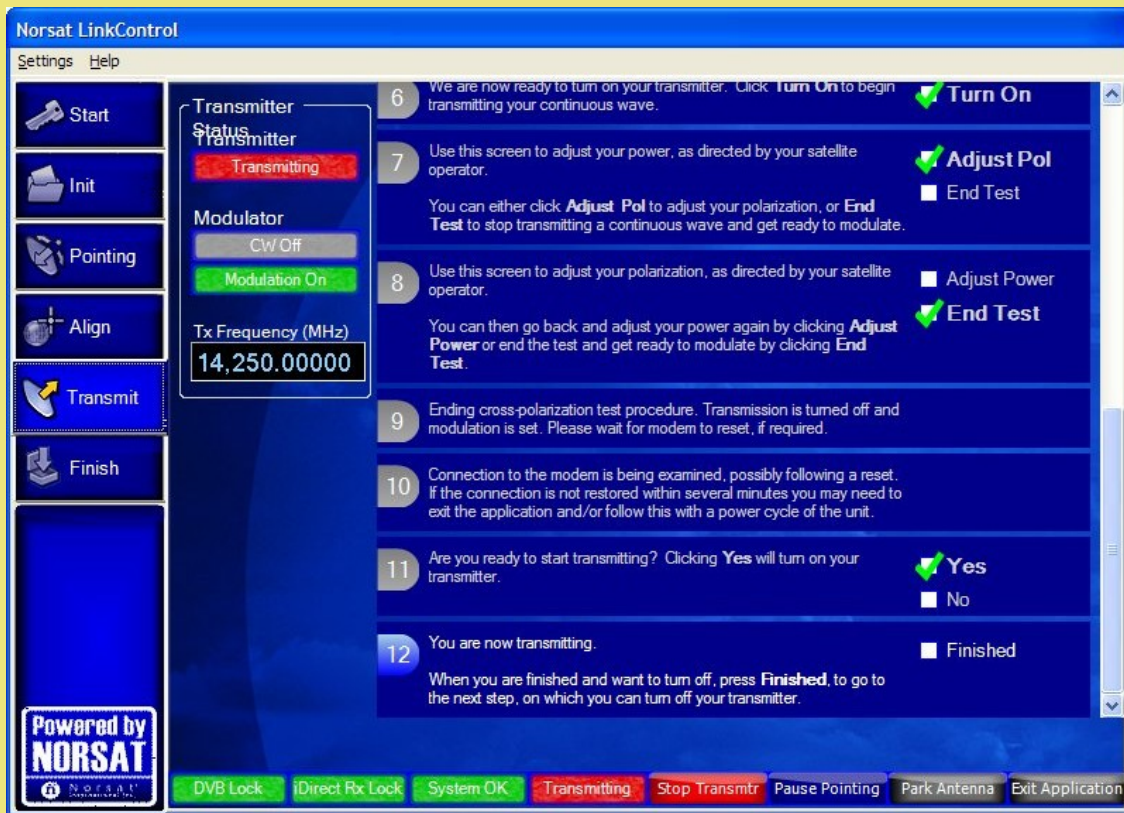 Norsat LinkControl
Settings Help
Start
Init
Pointing
Align
Transmit
Finish
Powered by
NORSAT
Norsat
Transmitter
Status
Transmitter
Transmitting
Modulator
CW Off
Modulation On
Tx Frequency (MHz)
14,250.00000
6
We are now ready to turn on your transmitter. Click Turn On to begin
transmitting your continuous wave.
Turn On
7
Use this screen to adjust your power, as directed by your satellite
operator.
You can either click Adjust Pol to adjust your polarization, or End
Test to stop transmitting a continuous wave and get ready to modulate.
Adjust Pol
End Test
8
Use this screen to adjust your polarization, as directed by your satellite
operator.
You can then go back and adjust your power again by clicking Adjust
Power or end the test and get ready to modulate by clicking End
Test.
Adjust Power
End Test
9
Ending cross-polarization test procedure. Transmission is turned off and
modulation is set. Please wait for modem to reset, if required.
10
Connection to the modem is being examined, possibly following a reset.
If the connection is not restored within several minutes you may need to
exit the application and/or follow this with a power cycle of the unit.
11
Are you ready to start transmitting? Clicking Yes will turn on your
transmitter.
Yes
No
12
You are now transmitting.
When you are finished and want to turn off, press Finished, to go to
the next step, on which you can turn off your transmitter.
Finished
DVB Lock iDirect Rx Lock System OK Transmitting Stop Transmtr Pause Pointing Park Antenna Exit Application